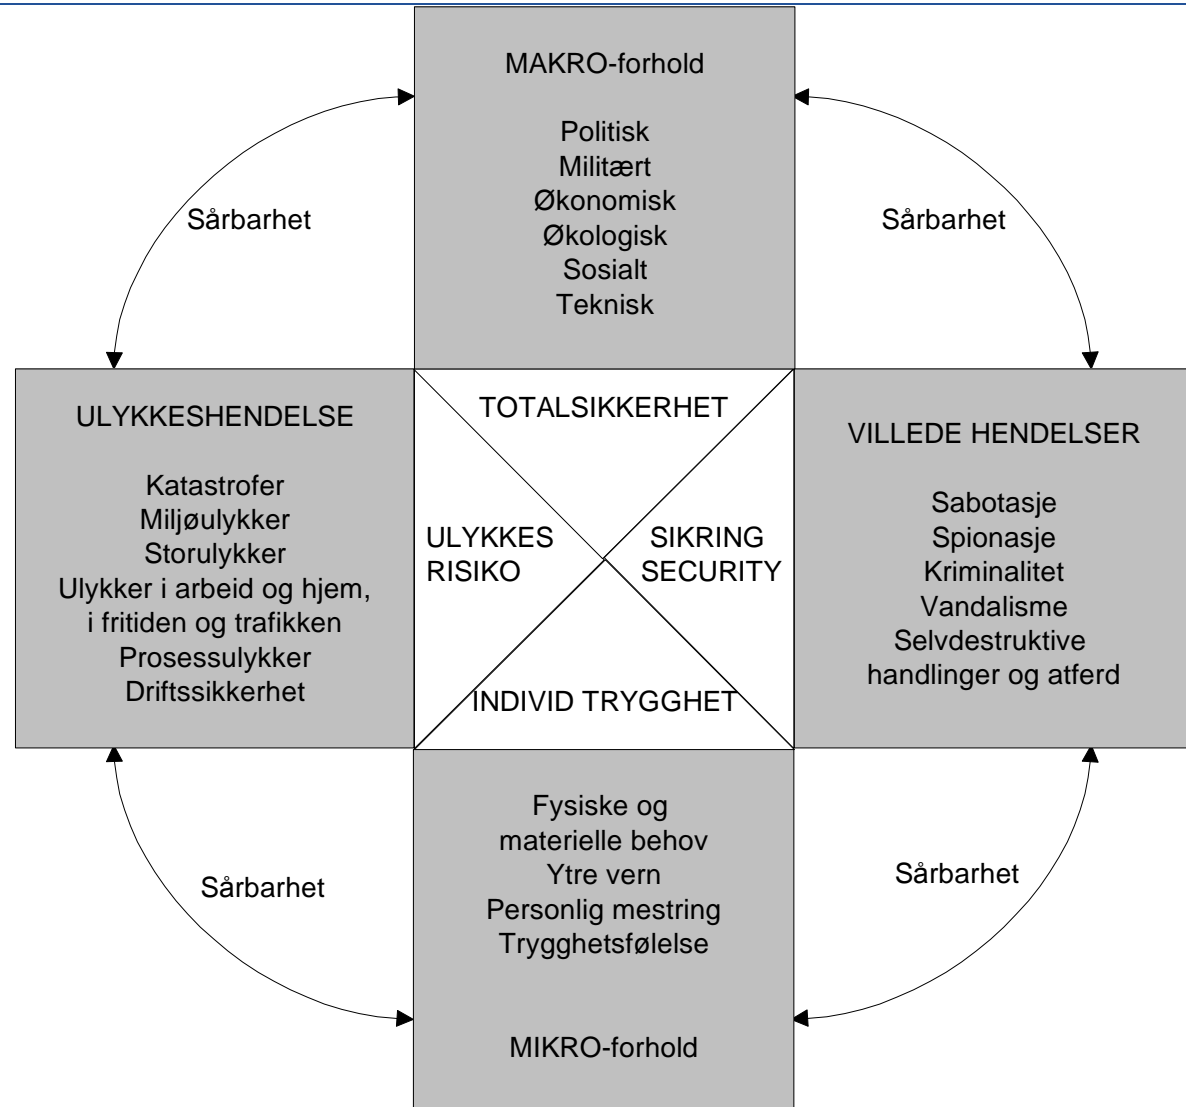 MAKRO-forhold
Politisk
Militært
Økonomisk
Økologisk
Sosialt
Teknisk
Sårbarhet
Sårbarhet
ULYKKESHENDELSE
Katastrofer
Miljøulykker
Storulykker
Ulykker i arbeid og hjem,
i fritiden og trafikken
Prosessulykker
Driftssikkerhet
TOTALSIKKERHET
ULYKKES
RISIKO
SIKRING
SECURITY
INDIVID TRYGGHET
VILLEDE HENDELSER
Sabotasje
Spionasje
Kriminalitet
Vandalisme
Selvdestruktive
handlinger og atferd
Sårbarhet
Sårbarhet
Fysiske og
materielle behov
Ytre vern
Personlig mestring
Trygghetsfølelse
MIKRO-forhold